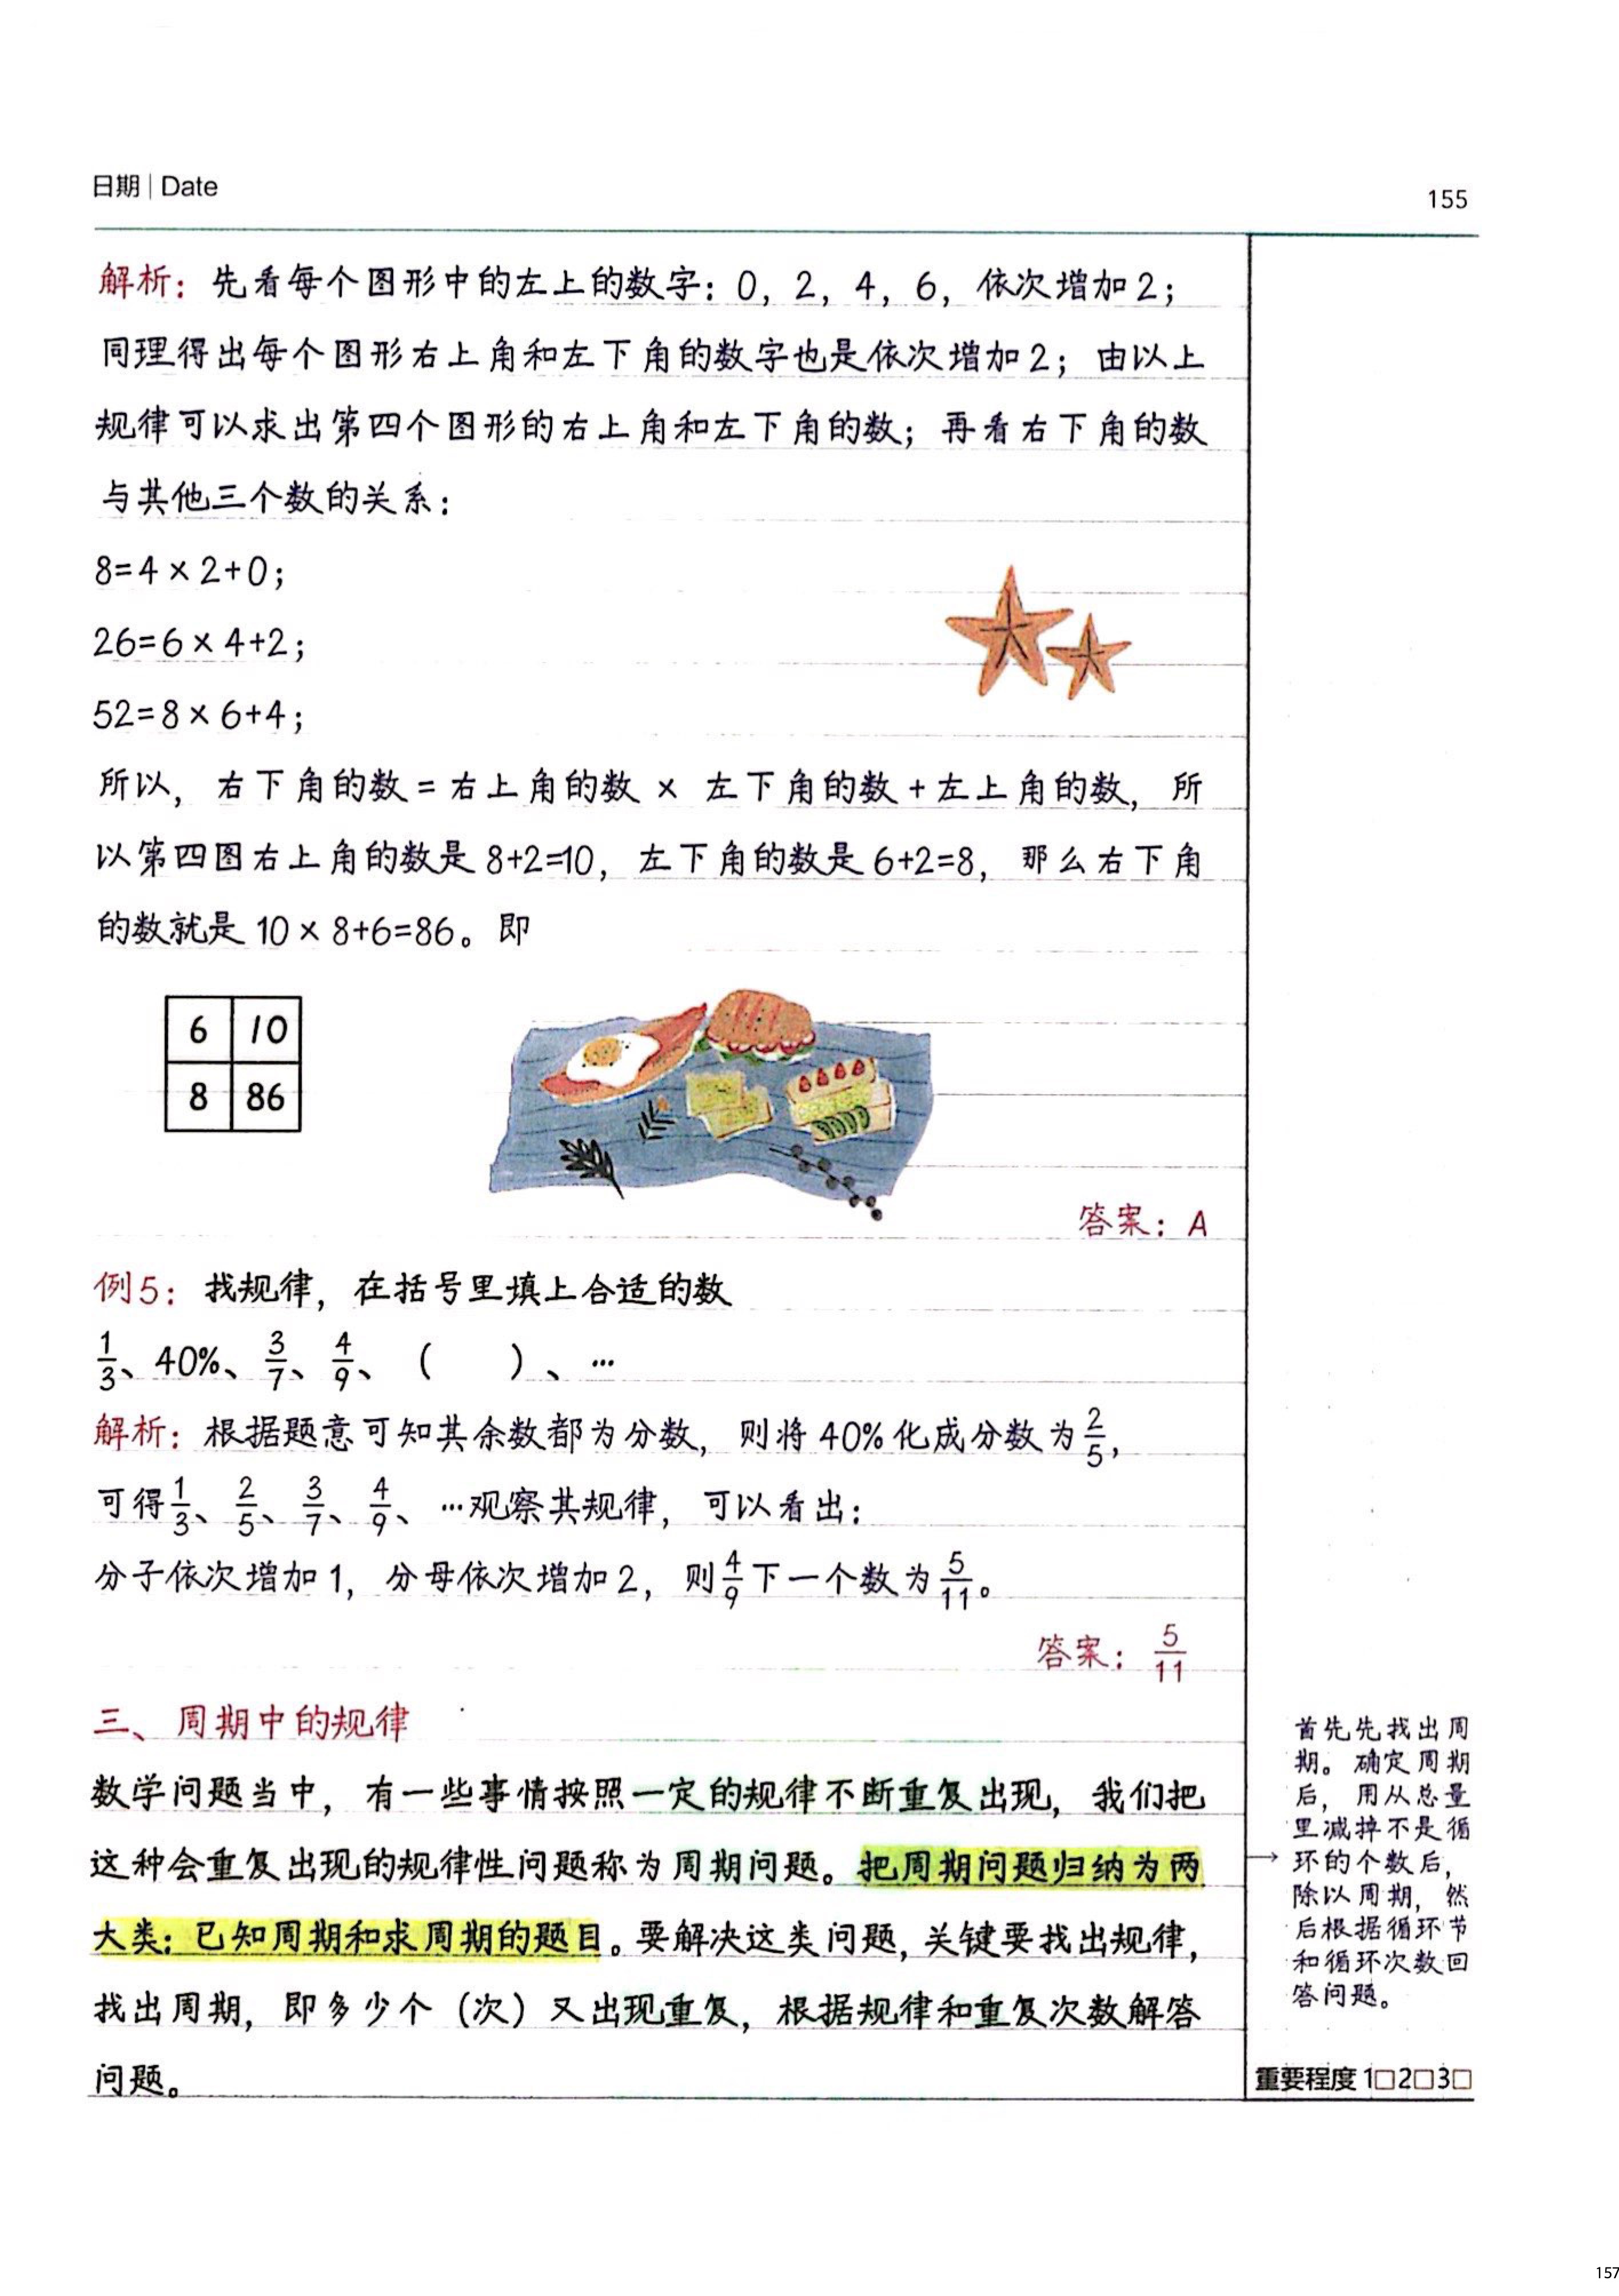 日期 | Date
155
解析：先看每个图形中的左上的数字：0，2，4，6，依次增加2；
同理得出每个图形右上角和左下角的数字也是依次增加2；由以上
规律可以求出第四个图形的右上角和左下角的数；再看右下角的数
与其他三个数的关系：
8=4×2+0；
26=6×4+2；
52=8×6+4；
所以，右下角的数=右上角的数×左下角的数+左上角的数，所
以第四图右上角的数是8+2=10，左下角的数是6+2=8，那么右下角
的数就是10×8+6=86。即
6 10
8 86
答案：A
例5：找规律，在括号里填上合适的数
1/3、40%、3/7、4/9、（ ）、…
解析：根据题意可知其余数都为分数，则将40%化成分数为2/5，
可得1/3、2/5、3/7、4/9、…观察其规律，可以看出：
分子依次增加1，分母依次增加2，则4/9下一个数为5/11。
答案：5/11
三、周期中的规律
数学问题当中，有一些事情按照一定的规律不断重复出现，我们把
这种会重复出现的规律性问题称为周期问题。把周期问题归纳为两
大类：已知周期和求周期的题目。要解决这类问题，关键要找出规律，
找出周期，即多少个（次）又出现重复，根据规律和重复次数解答
问题。
→
首先先找出周
期。确定周期
后，用从总量
里减掉不是循
环的个数后，
除以周期，然
后根据循环节
和循环次数回
答问题。
重要程度 1□2□3□
157